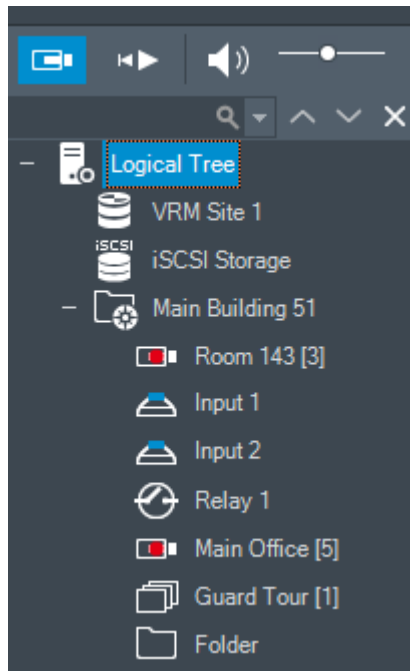 Logical Tree
VRM Site 1
iSCSI
iSCSI Storage
Main Building 51
Room 143 [3]
Input 1
Input 2
Relay 1
Main Office [5]
Guard Tour [1]
Folder